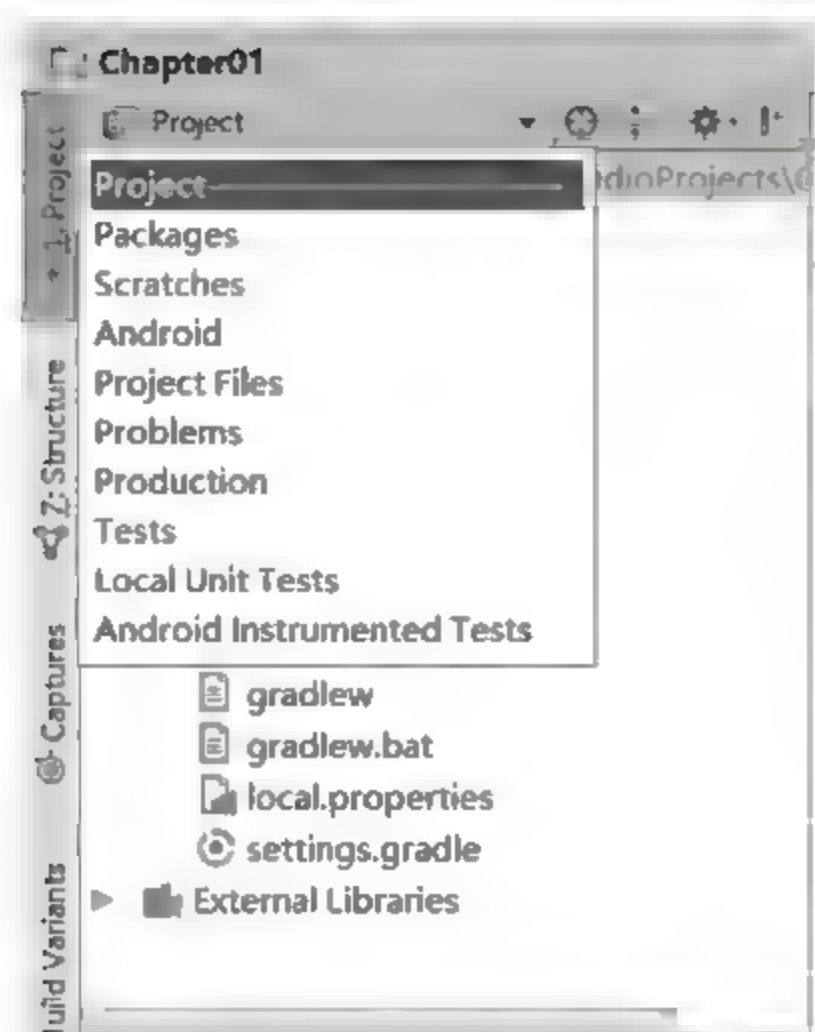 Chapter01
Project
Project
dioProjects\
Packages
Scratches
Android
Project Files
Problems
Production
Tests
Local Unit Tests
Android Instrumented Tests
gradlew
gradlew.bat
local.properties
settings.gradle
External Libraries
1: Project
Z: Structure
Captures
uild Variants